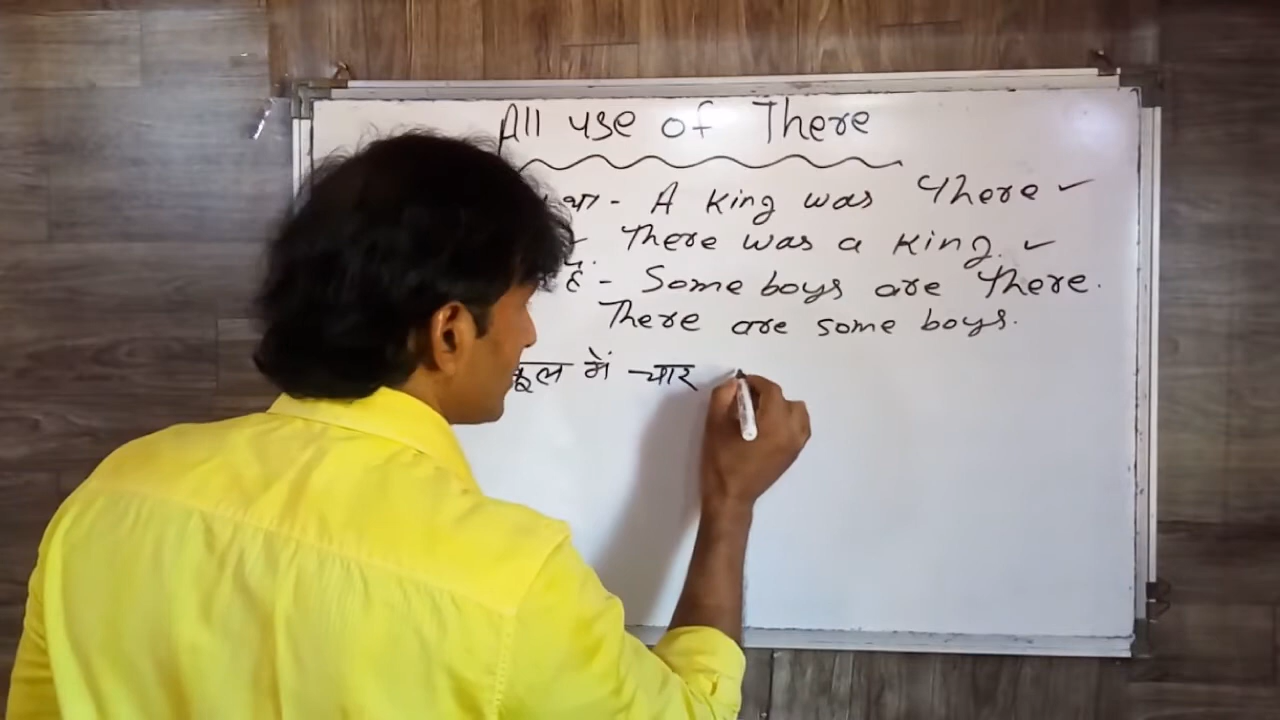 All use of There
था - A king was There ✓
There was a king. ✓
हैं - Some boys are There.
There are some boys.
में चार